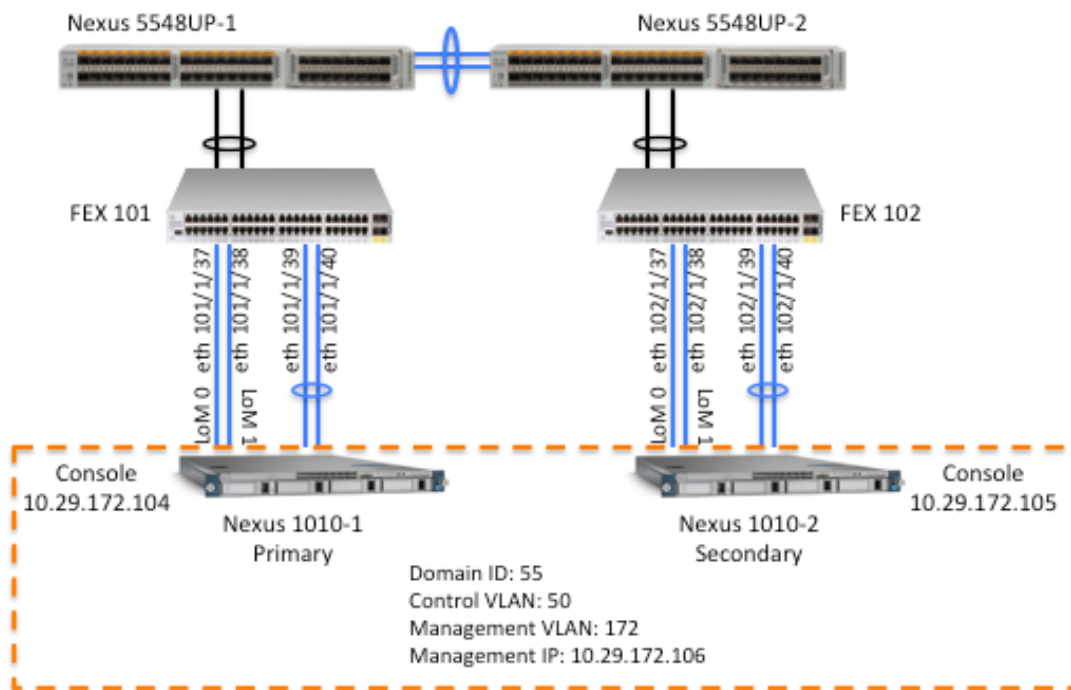 Nexus 5548UP-1
Nexus 5548UP-2
FEX 101
FEX 102
LoM 0 eth 101/1/37
LoM 1 eth 101/1/38
eth 101/1/39
eth 101/1/40
LoM 0 eth 102/1/37
LoM 1 eth 102/1/38
eth 102/1/39
eth 102/1/40
Console
10.29.172.104
Nexus 1010-1
Primary
Nexus 1010-2
Secondary
Console
10.29.172.105
Domain ID: 55
Control VLAN: 50
Management VLAN: 172
Management IP: 10.29.172.106